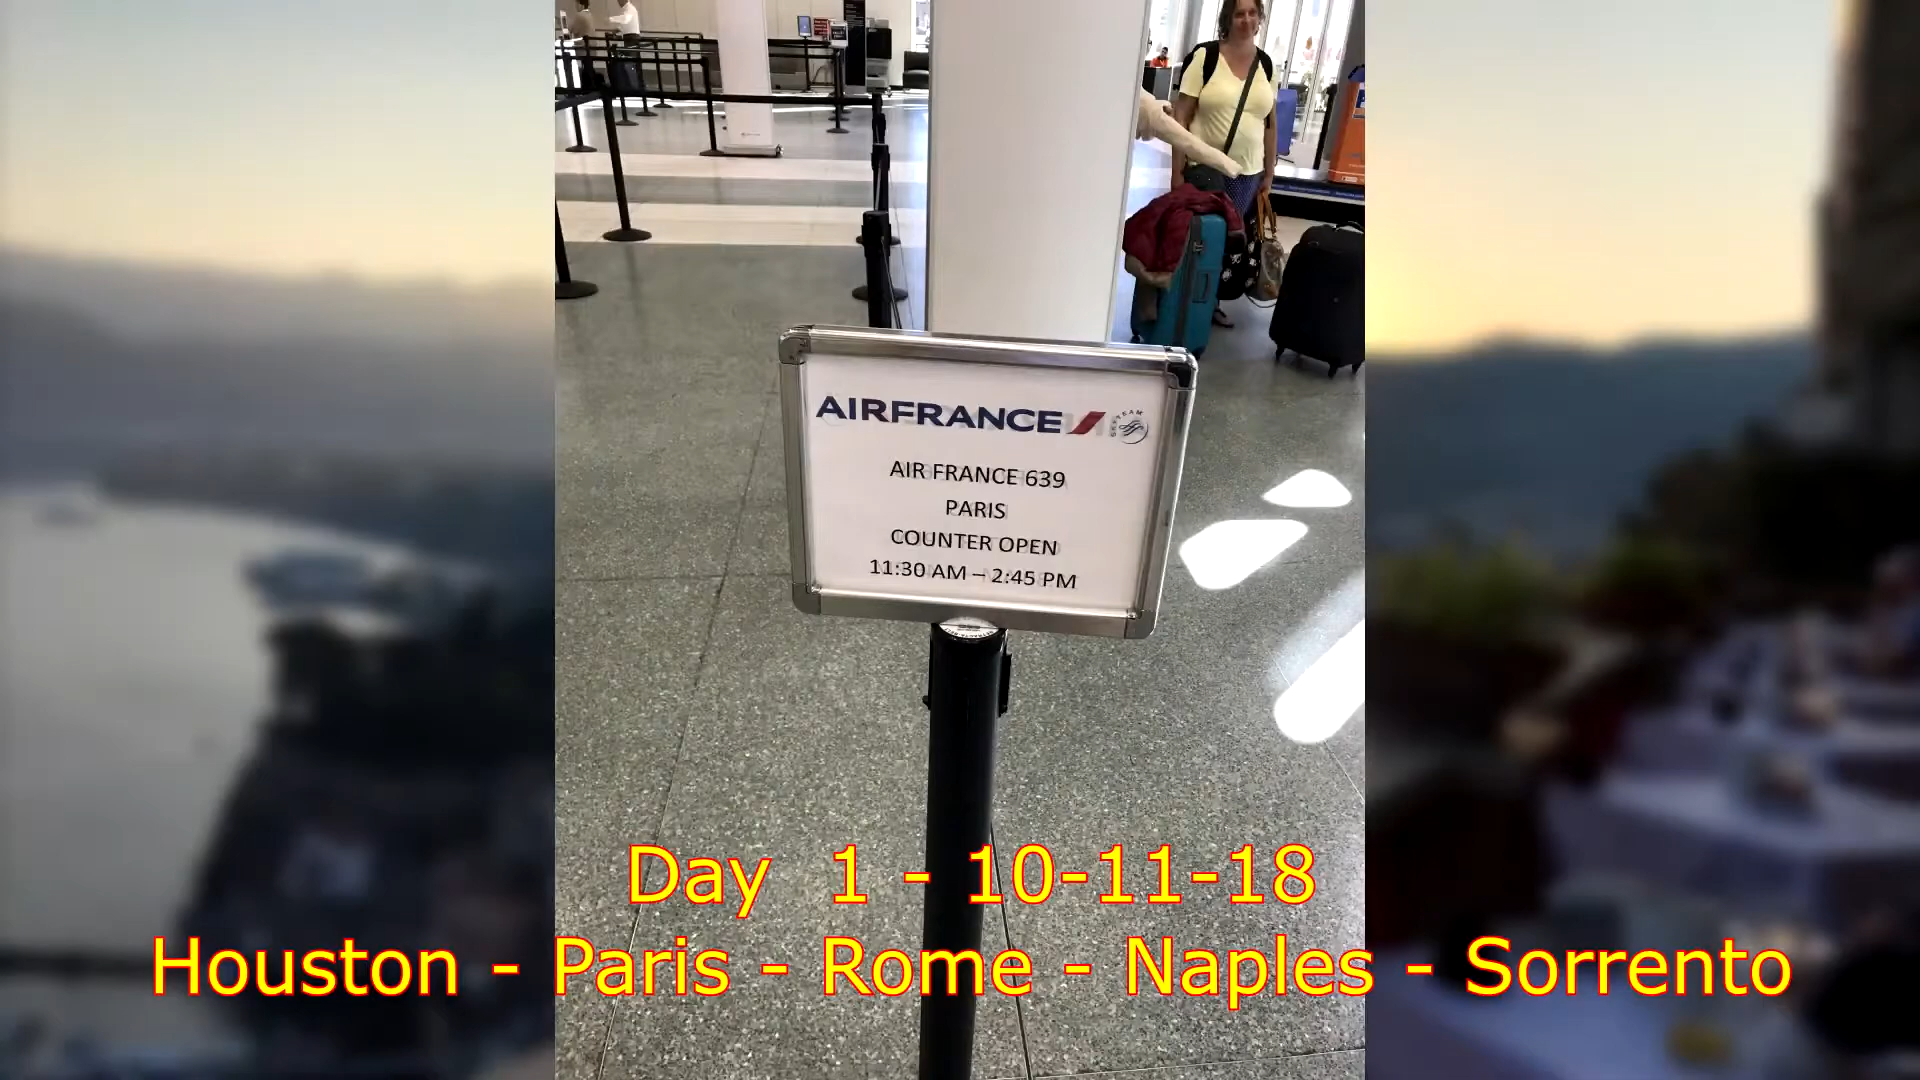 AIRFRANCE
SKYTEAM
AIR FRANCE 639
PARIS
COUNTER OPEN
11:30 AM – 2:45 PM
Day 1 - 10-11-18
Houston - Paris - Rome - Naples - Sorrento